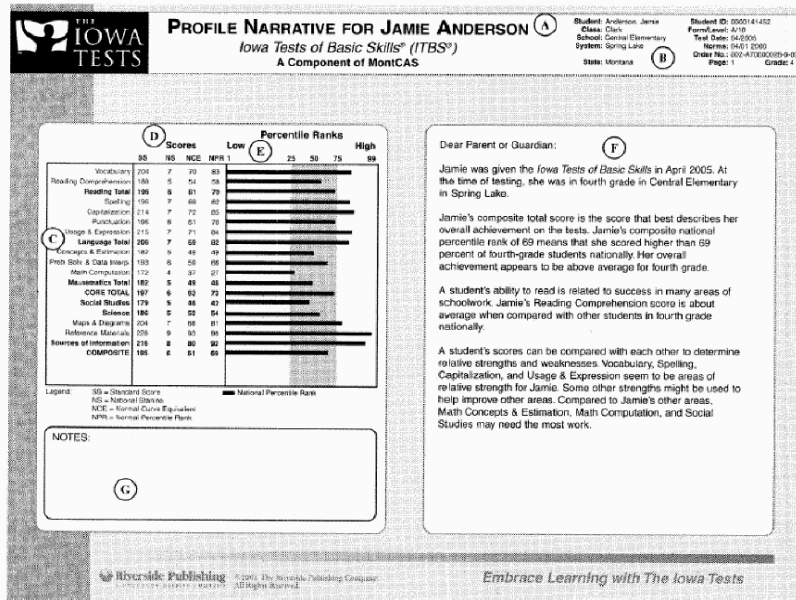 THE
IOWA
TESTS
PROFILE NARRATIVE FOR JAMIE ANDERSON
Iowa Tests of Basic Skills® (ITBS®)
A Component of MontCAS
A
Student: Anderson, Jamie
Class: Clark
School: Central Elementary
System: Spring Lake
State: Montana
B
Student ID: 0000141452
Form/Level: A/10
Test Date: 04/2005
Norms: 04/01 2000
Order No.:
Page: 1 Grade: 4
D
Scores
SS NS NCE NPR
Percentile Ranks
Low E High
1 25 50 75 99
C
Vocabulary 204 7 70 83
Reading Comprehension 188 5 54 58
Reading Total 196 6 61 70
Spelling 196 7 69 82
Capitalization 214 7 72 85
Punctuation 196 6 61 70
Usage & Expression 215 7 71 84
Language Total 206 7 69 82
Concepts & Estimation 182 5 49 49
Prob Solv & Data Interp. 193 6 59 66
Math Computation 172 4 37 27
Mathematics Total 182 5 49 48
CORE TOTAL 197 6 63 73
Social Studies 179 5 46 42
Science 186 5 52 54
Maps & Diagrams 204 7 68 81
Reference Materials 228 9 93 98
Sources of Information 216 8 80 92
COMPOSITE 195 6 61 69
Legend: SS = Standard Score
NS = National Stanine
NCE = Normal Curve Equivalent
NPR = Normal Percentile Rank
National Percentile Rank
NOTES:
G
Dear Parent or Guardian:
F
Jamie was given the Iowa Tests of Basic Skills in April 2005. At
the time of testing, she was in fourth grade in Central Elementary
in Spring Lake.
Jamie's composite total score is the score that best describes her
overall achievement on the tests. Jamie's composite national
percentile rank of 69 means that she scored higher than 69
percent of fourth-grade students nationally. Her overall
achievement appears to be above average for fourth grade.
A student's ability to read is related to success in many areas of
schoolwork. Jamie's Reading Comprehension score is about
average when compared with other students in fourth grade
nationally.
A student's scores can be compared with each other to determine
relative strengths and weaknesses. Vocabulary, Spelling,
Capitalization, and Usage & Expression seem to be areas of
relative strength for Jamie. Some other strengths might be used to
help improve other areas. Compared to Jamie's other areas,
Math Concepts & Estimation, Math Computation, and Social
Studies may need the most work.
Riverside Publishing
©2001 The Riverside Publishing Company
All Rights Reserved.
Embrace Learning with The Iowa Tests